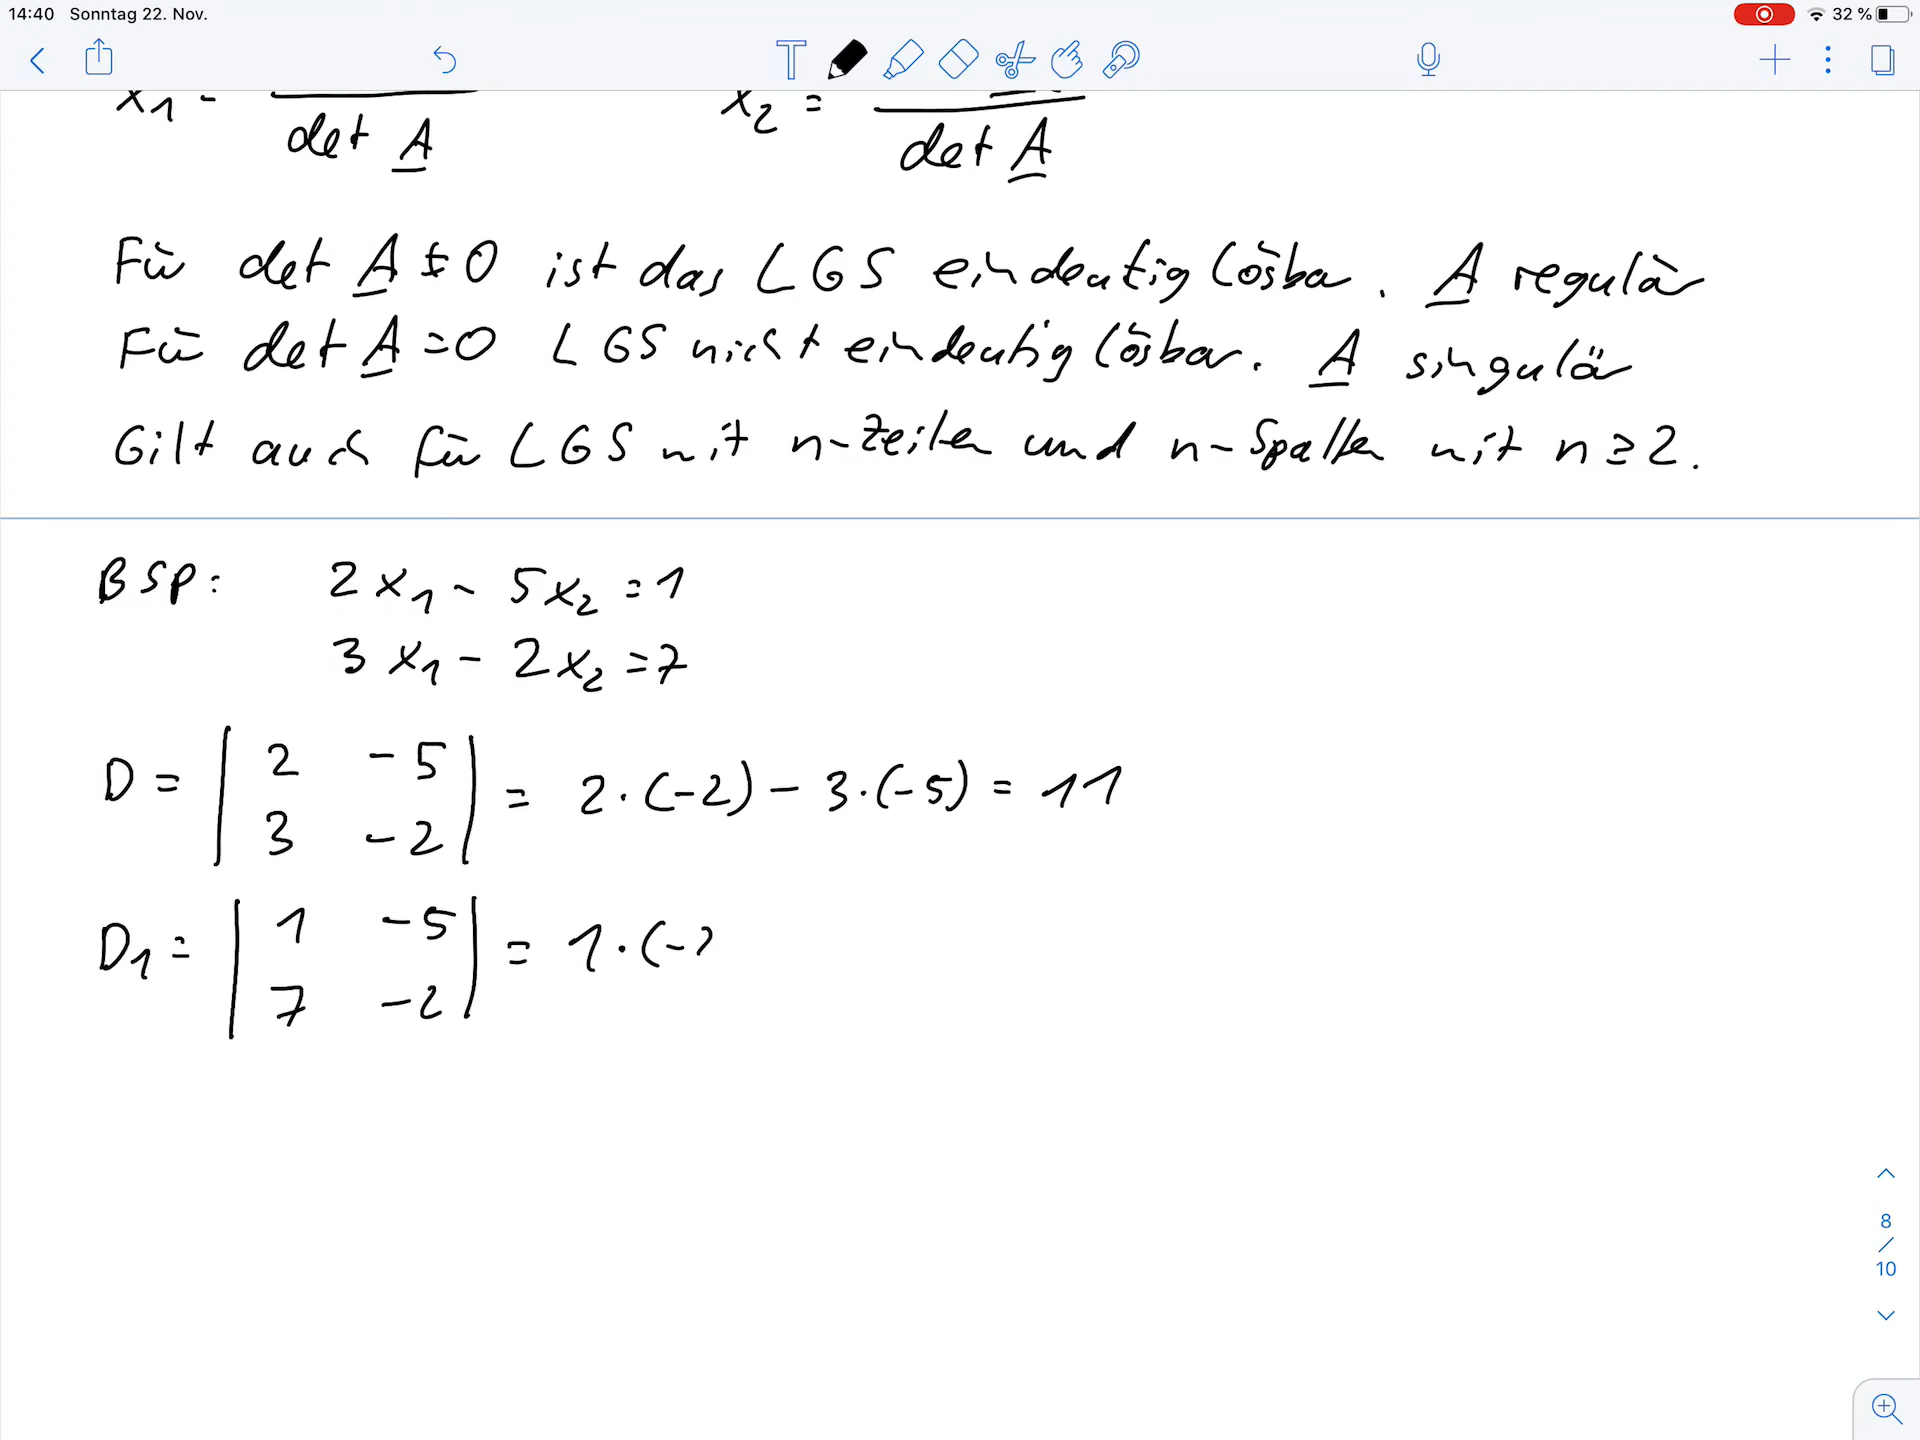 14:40 Sonntag 22. Nov. 32 %
x₁ = 
det A
x₂ = 
det A
Für det A ≠ 0 ist das LGS eindeutig lösbar. A regulär
Für det A = 0 LGS nicht eindeutig lösbar. A singulär
Gilt auch für LGS mit n-Zeilen und n-Spalten mit n ≥ 2.
BSP: 2x₁ - 5x₂ = 1
3x₁ - 2x₂ = 7
D = | 2 -5 | = 2·(-2) - 3·(-5) = 11
| 3 -2 |
D₁ = | 1 -5 | = 1·(-2
| 7 -2 |
8
/
10